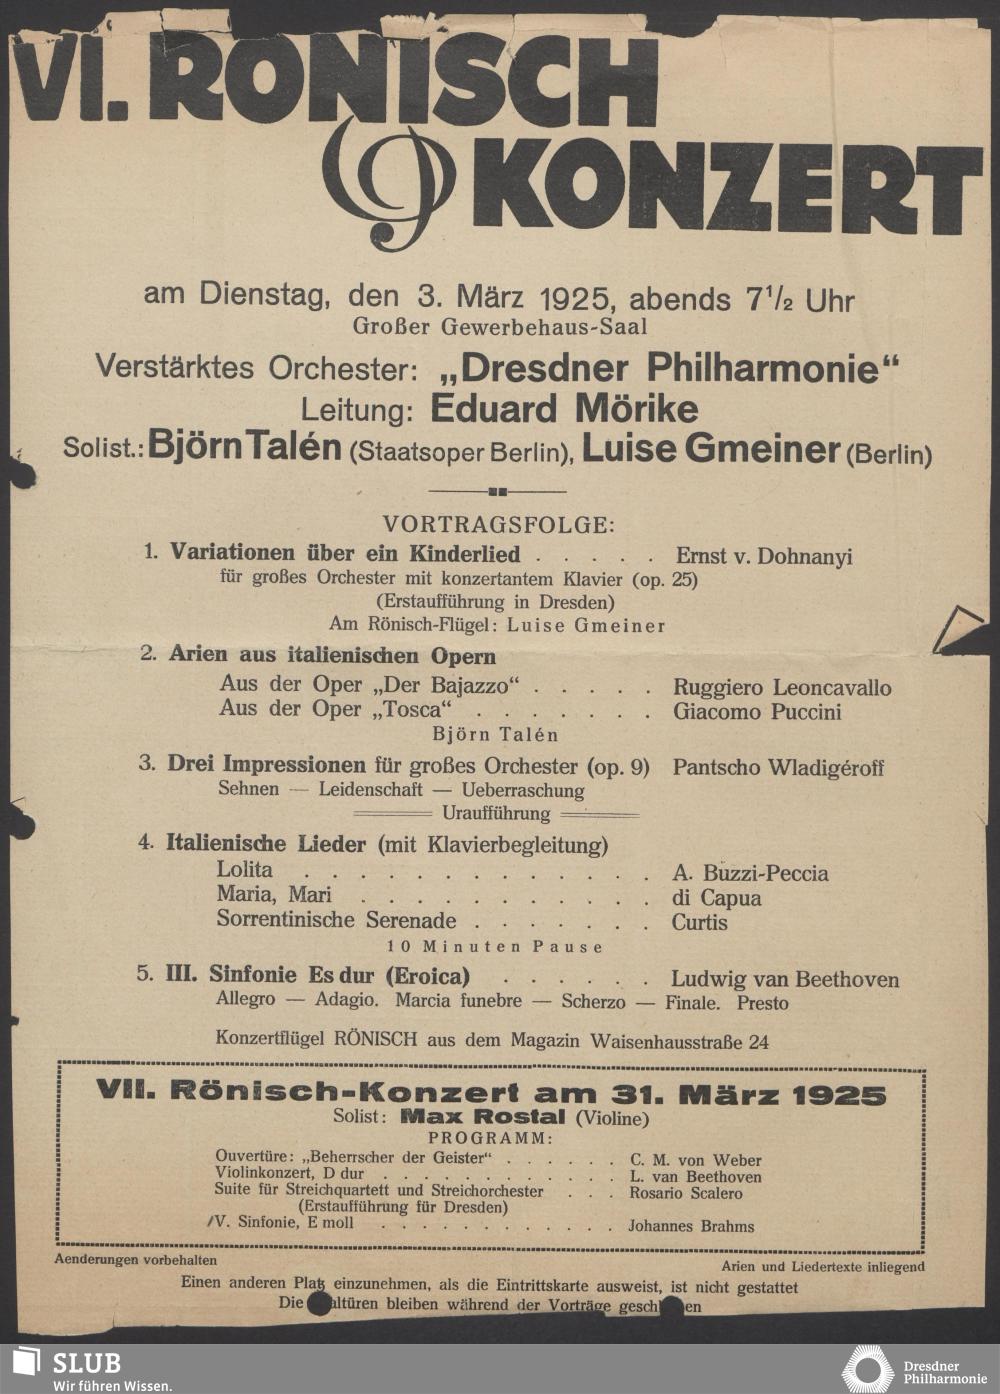 VI. RÖNISCH
KONZERT
am Dienstag, den 3. März 1925, abends 7 1/2 Uhr
Großer Gewerbehaus-Saal
Verstärktes Orchester: „Dresdner Philharmonie“
Leitung: Eduard Mörike
Solist.: Björn Talén (Staatsoper Berlin), Luise Gmeiner (Berlin)
VORTRAGSFOLGE:
1. Variationen über ein Kinderlied . . . . . Ernst v. Dohnanyi
für großes Orchester mit konzertantem Klavier (op. 25)
(Erstaufführung in Dresden)
Am Rönisch-Flügel: Luise Gmeiner
2. Arien aus italienischen Opern
Aus der Oper „Der Bajazzo“ . . . . . Ruggiero Leoncavallo
Aus der Oper „Tosca“ . . . . . . . Giacomo Puccini
Björn Talén
3. Drei Impressionen für großes Orchester (op. 9) Pantscho Wladigéroff
Sehnen — Leidenschaft — Ueberraschung
Uraufführung
4. Italienische Lieder (mit Klavierbegleitung)
Lolita . . . . . . . . . . . . . A. Buzzi-Peccia
Maria, Mari . . . . . . . . . . . di Capua
Sorrentinische Serenade . . . . . . . Curtis
10 Minuten Pause
5. III. Sinfonie Es dur (Eroica) . . . . . . Ludwig van Beethoven
Allegro — Adagio. Marcia funebre — Scherzo — Finale. Presto
Konzertflügel RÖNISCH aus dem Magazin Waisenhausstraße 24
VII. Rönisch-Konzert am 31. März 1925
Solist: Max Rostal (Violine)
PROGRAMM:
Ouvertüre: „Beherrscher der Geister“ . . . . . . C. M. von Weber
Violinkonzert, D dur . . . . . . . . . . . . L. van Beethoven
Suite für Streichquartett und Streichorchester . . . Rosario Scalero
(Erstaufführung für Dresden)
IV. Sinfonie, E moll . . . . . . . . . . . . Johannes Brahms
Aenderungen vorbehalten
Arien und Liedertexte inliegend
Einen anderen Platz einzunehmen, als die Eintrittskarte ausweist, ist nicht gestattet
Die altüren bleiben während der Vorträge gesch en
SLUB
Wir führen Wissen.
Dresdner
Philharmonie